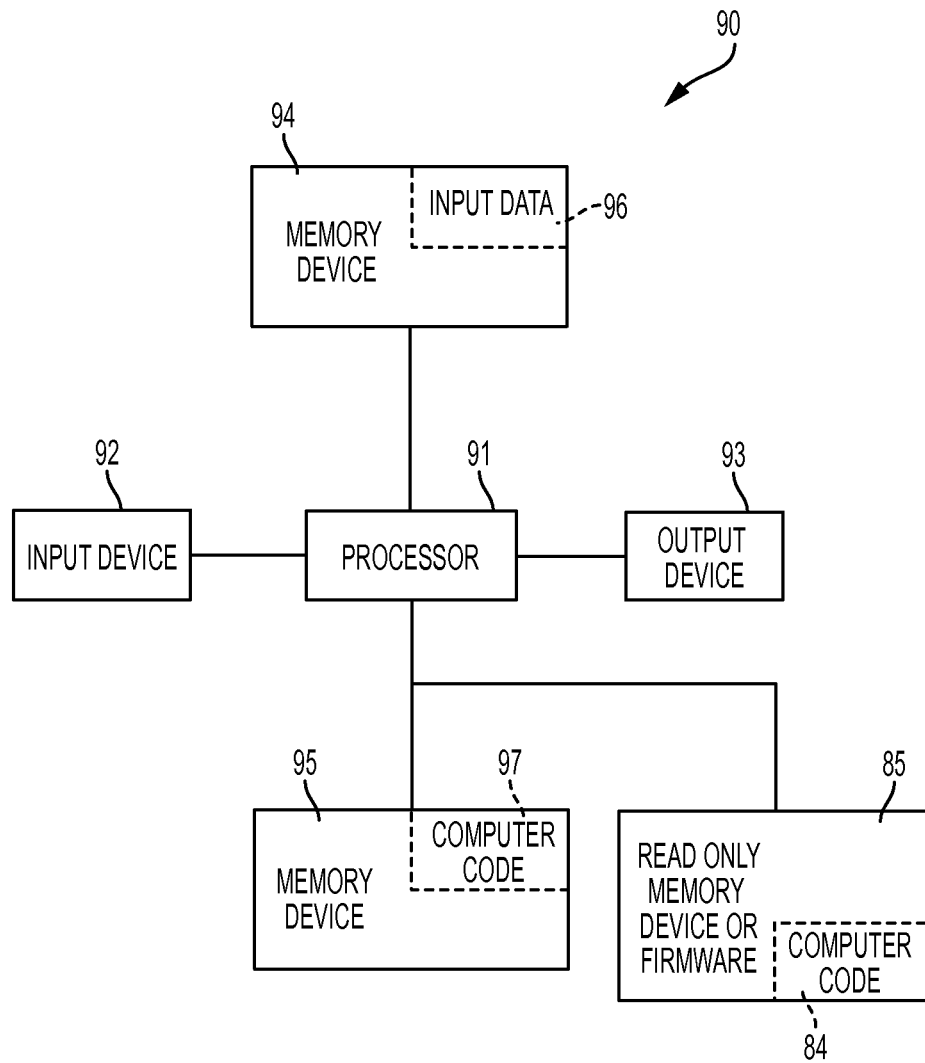 90
94
INPUT DATA
96
MEMORY
DEVICE
92
91
93
INPUT DEVICE
PROCESSOR
OUTPUT
DEVICE
95
97
85
COMPUTER
CODE
MEMORY
DEVICE
READ ONLY
MEMORY
DEVICE OR
FIRMWARE
COMPUTER
CODE
84